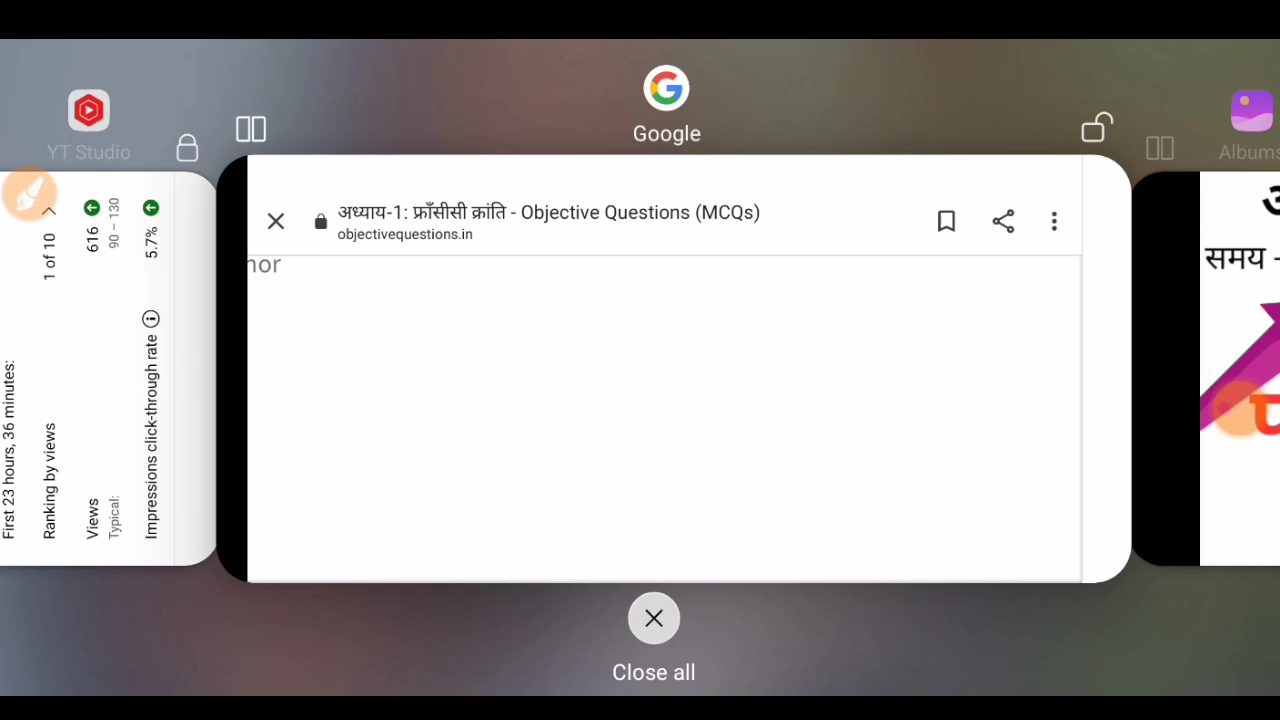 YT Studio
First 23 hours, 36 minutes:
Ranking by views
1 of 10
Views
616
Typical:
90 – 130
Impressions click-through rate
5.7%
Google
अध्याय-1: फ्राँसीसी क्रांति - Objective Questions (MCQs)
objectivequestions.in
Close all
Albums
समय -